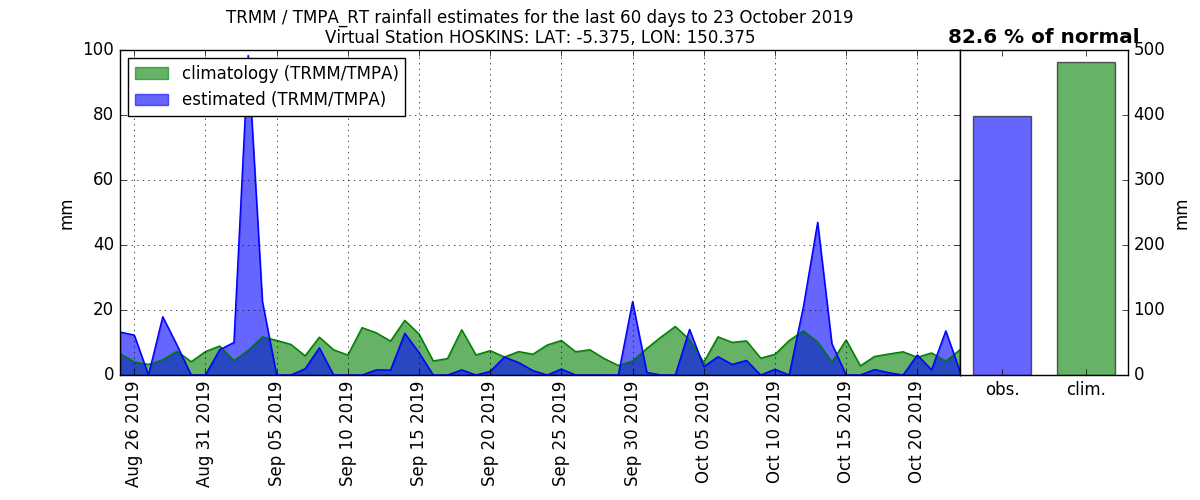 TRMM / TMPA_RT rainfall estimates for the last 60 days to 23 October 2019
Virtual Station HOSKINS: LAT: -5.375, LON: 150.375
82.6 % of normal
climatology (TRMM/TMPA)
estimated (TRMM/TMPA)
100
80
60
40
20
0
mm
500
400
300
200
100
0
mm
Aug 26 2019
Aug 31 2019
Sep 05 2019
Sep 10 2019
Sep 15 2019
Sep 20 2019
Sep 25 2019
Sep 30 2019
Oct 05 2019
Oct 10 2019
Oct 15 2019
Oct 20 2019
obs.
clim.